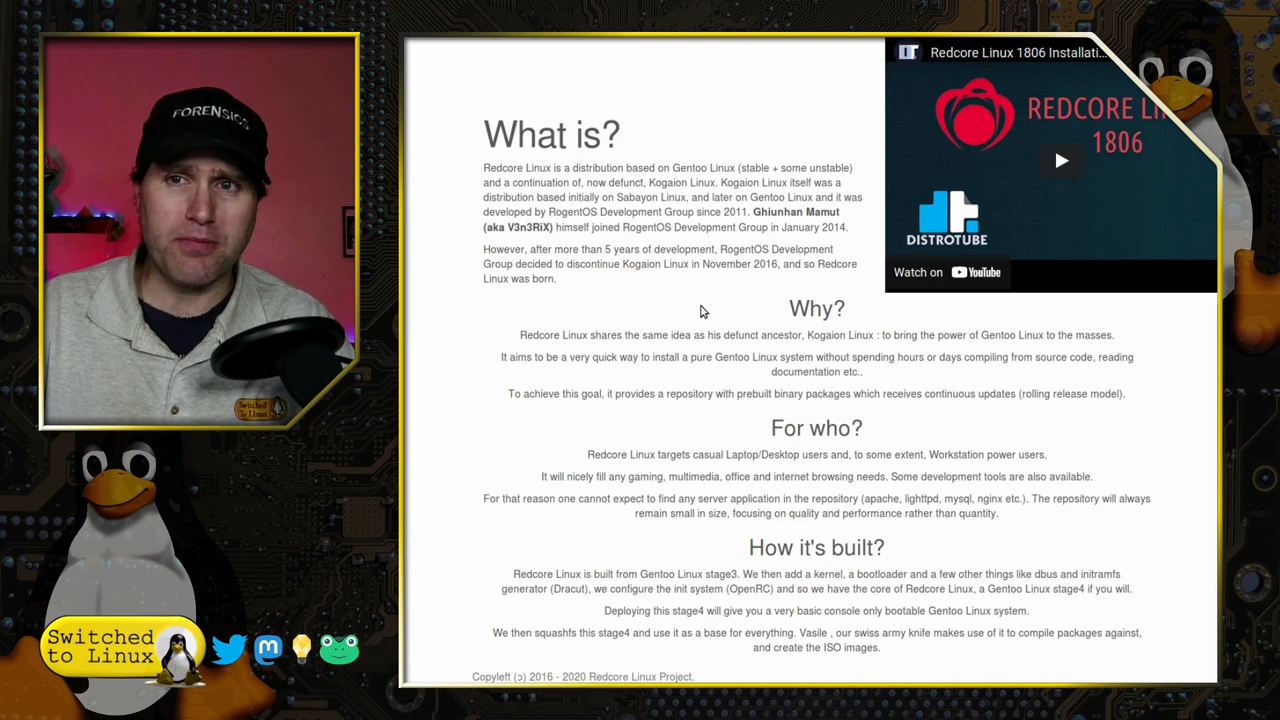 FORENSICS
Switched
To Linux
Switched
to Linux
What is?
Redcore Linux is a distribution based on Gentoo Linux (stable + some unstable)
and a continuation of, now defunct, Kogaion Linux. Kogaion Linux itself was a
distribution based initially on Sabayon Linux, and later on Gentoo Linux and it was
developed by RogentOS Development Group since 2011. Ghiunhan Mamut
(aka V3n3RiX) himself joined RogentOS Development Group in January 2014.
However, after more than 5 years of development, RogentOS Development
Group decided to discontinue Kogaion Linux in November 2016, and so Redcore
Linux was born.
Redcore Linux 1806 Installati...
REDCORE LI
1806
DISTROTUBE
Watch on YouTube
Why?
Redcore Linux shares the same idea as his defunct ancestor, Kogaion Linux : to bring the power of Gentoo Linux to the masses.
It aims to be a very quick way to install a pure Gentoo Linux system without spending hours or days compiling from source code, reading
documentation etc..
To achieve this goal, it provides a repository with prebuilt binary packages which receives continuous updates (rolling release model).
For who?
Redcore Linux targets casual Laptop/Desktop users and, to some extent, Workstation power users.
It will nicely fill any gaming, multimedia, office and internet browsing needs. Some development tools are also available.
For that reason one cannot expect to find any server application in the repository (apache, lighttpd, mysql, nginx etc.). The repository will always
remain small in size, focusing on quality and performance rather than quantity.
How it's built?
Redcore Linux is built from Gentoo Linux stage3. We then add a kernel, a bootloader and a few other things like dbus and initramfs
generator (Dracut), we configure the init system (OpenRC) and so we have the core of Redcore Linux, a Gentoo Linux stage4 if you will.
Deploying this stage4 will give you a very basic console only bootable Gentoo Linux system.
We then squashfs this stage4 and use it as a base for everything. Vasile , our swiss army knife makes use of it to compile packages against,
and create the ISO images.
Copyleft (ↄ) 2016 - 2020 Redcore Linux Project.